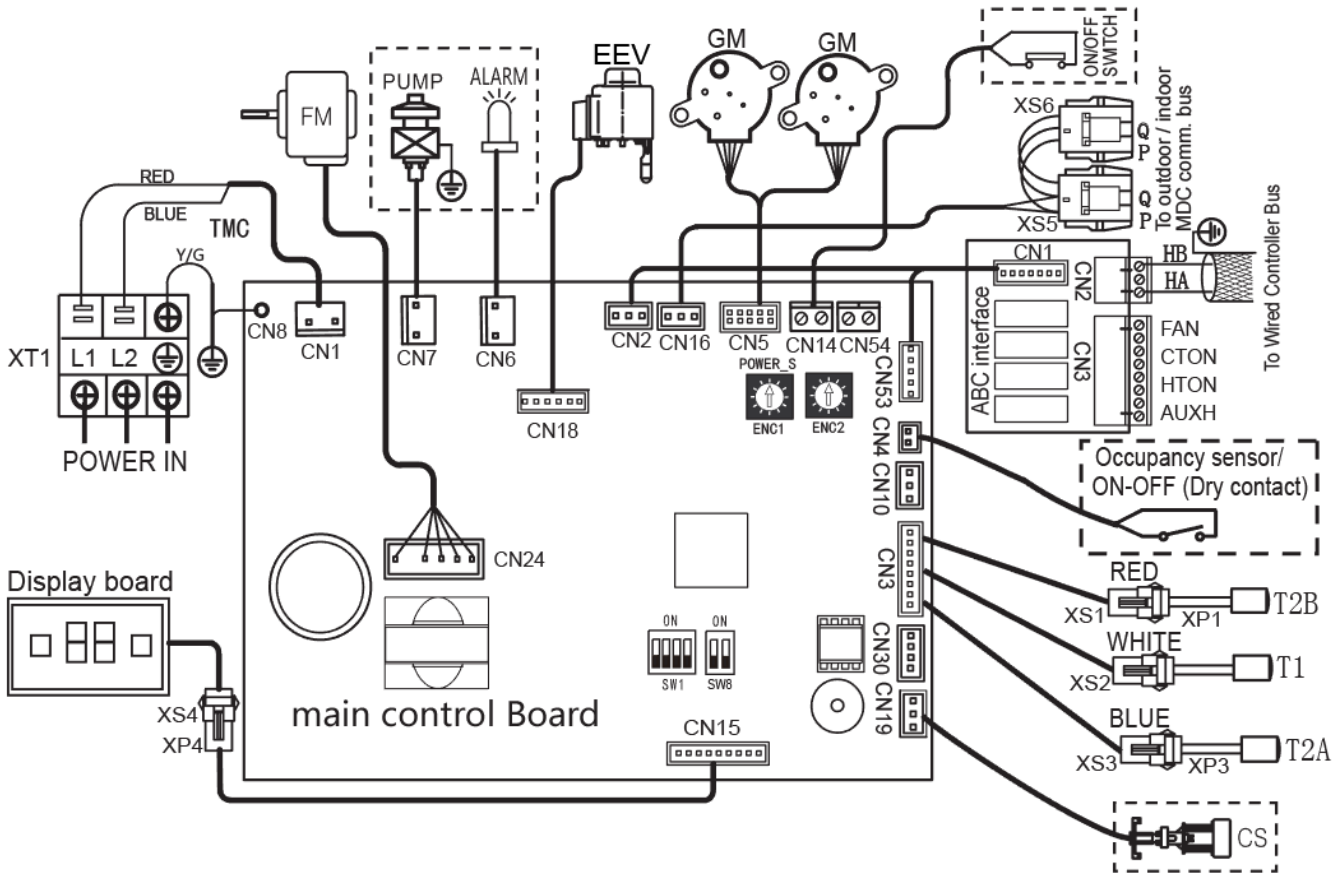 ON/OFF
SWMTCH
EEV
GM
GM
PUMP
ALARM
FM
XS6
Q
P
XS5
Q
P
To outdoor / indoor
MDC comm. bus
RED
BLUE
TMC
Y/G
CN8
CN1
CN7
CN6
CN2
CN16
CN5
CN14
CN54
CN1
CN2
HB
HA
To Wired Controller Bus
ABC interface
CN3
FAN
CTON
HTON
AUXH
XT1
L1
L2
POWER IN
CN18
POWER_S
ENC1
ENC2
CN53
CN4
CN10
Occupancy sensor/
ON-OFF (Dry contact)
CN24
CN3
RED
XS1
XP1
T2B
WHITE
XS2
T1
BLUE
XS3
XP3
T2A
Display board
XS4
XP4
ON
SW1
ON
SW8
CN30
CN19
main control Board
CN15
CS